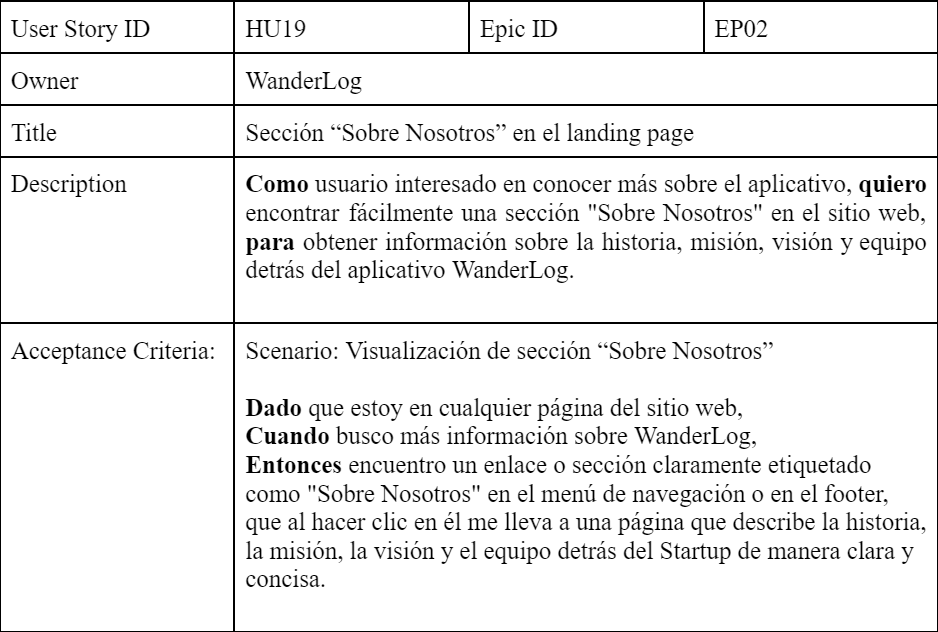 User Story ID HU19 Epic ID EP02
Owner WanderLog
Title Sección “Sobre Nosotros” en el landing page
Description Como usuario interesado en conocer más sobre el aplicativo, quiero
encontrar fácilmente una sección "Sobre Nosotros" en el sitio web,
para obtener información sobre la historia, misión, visión y equipo
detrás del aplicativo WanderLog.
Acceptance Criteria: Scenario: Visualización de sección “Sobre Nosotros”
Dado que estoy en cualquier página del sitio web,
Cuando busco más información sobre WanderLog,
Entonces encuentro un enlace o sección claramente etiquetado
como "Sobre Nosotros" en el menú de navegación o en el footer,
que al hacer clic en él me lleva a una página que describe la historia,
la misión, la visión y el equipo detrás del Startup de manera clara y
concisa.